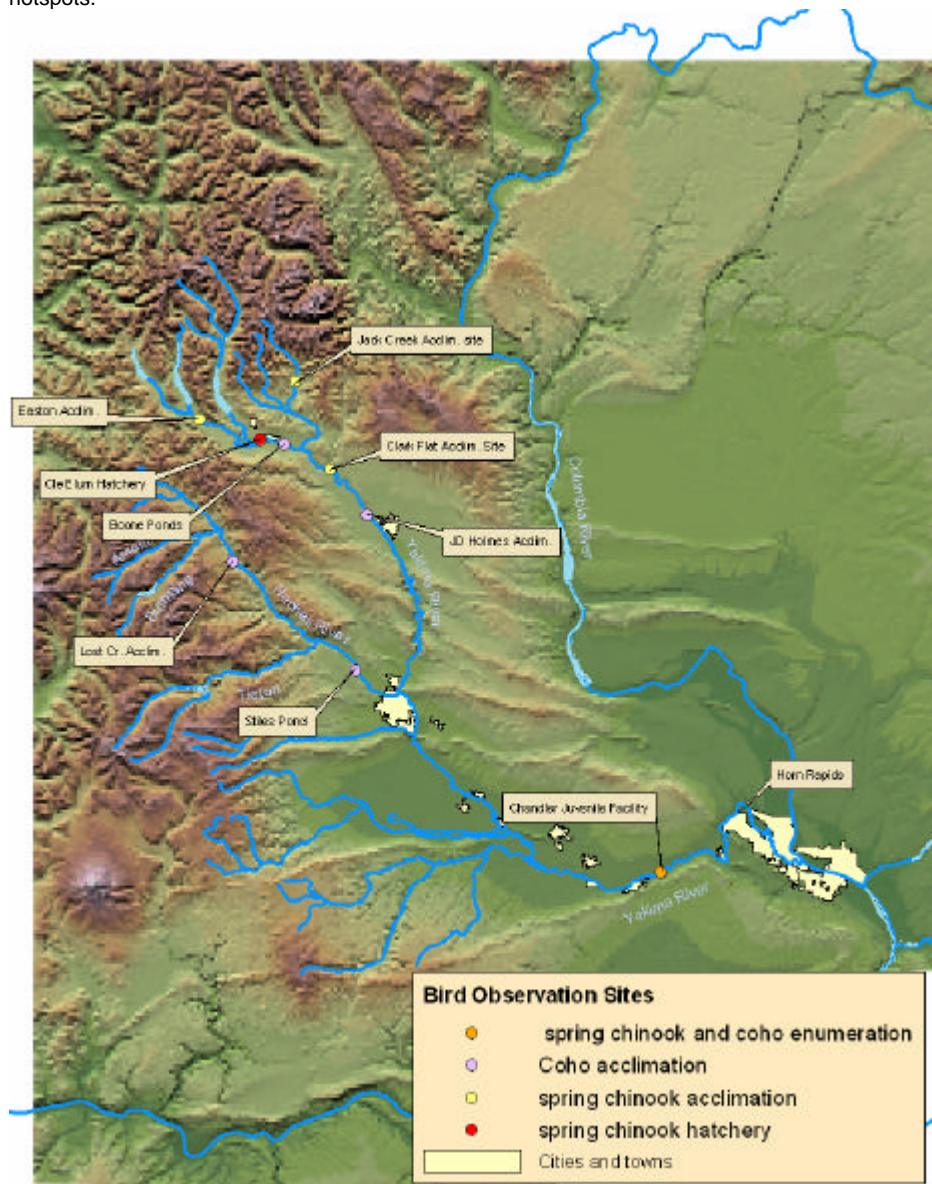 hotspots.
Jack Creek Acclim. site
Easton Acclim.
Clark Flat Acclim. Site
Cle Elum Hatchery
Boone Ponds
Columbia River
JD Holmes Acclim.
Yakima River
Lost Cr. Acclim.
Tieton
Stiles Pond
Horn Rapids
Chandler Juvenile Facility
Yakima River
Bird Observation Sites
spring chinook and coho enumeration
Coho acclimation
spring chinook acclimation
spring chinook hatchery
Cities and towns